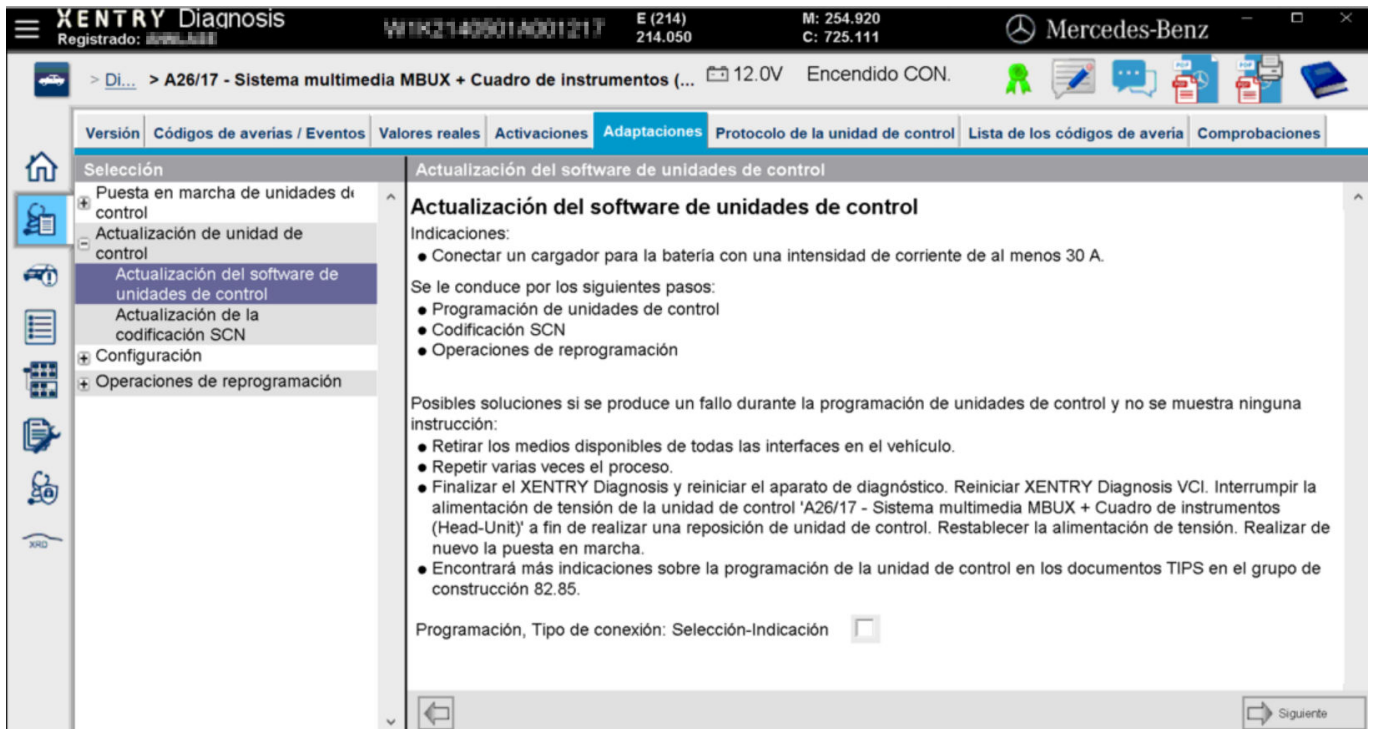 XENTRY Diagnosis
Registrado:
E (214)
214.050
M: 254.920
C: 725.111
Mercedes-Benz
> Di... > A26/17 - Sistema multimedia MBUX + Cuadro de instrumentos (...
12.0V
Encendido CON.
PDF
PDF
Versión
Códigos de averías / Eventos
Valores reales
Activaciones
Adaptaciones
Protocolo de la unidad de control
Lista de los códigos de avería
Comprobaciones
Selección
Puesta en marcha de unidades de
control
Actualización de unidad de
control
Actualización del software de
unidades de control
Actualización de la
codificación SCN
Configuración
Operaciones de reprogramación
XRD
Actualización del software de unidades de control
Actualización del software de unidades de control
Indicaciones:
● Conectar un cargador para la batería con una intensidad de corriente de al menos 30 A.
Se le conduce por los siguientes pasos:
● Programación de unidades de control
● Codificación SCN
● Operaciones de reprogramación
Posibles soluciones si se produce un fallo durante la programación de unidades de control y no se muestra ninguna
instrucción:
● Retirar los medios disponibles de todas las interfaces en el vehículo.
● Repetir varias veces el proceso.
● Finalizar el XENTRY Diagnosis y reiniciar el aparato de diagnóstico. Reiniciar XENTRY Diagnosis VCI. Interrumpir la
alimentación de tensión de la unidad de control 'A26/17 - Sistema multimedia MBUX + Cuadro de instrumentos
(Head-Unit)' a fin de realizar una reposición de unidad de control. Restablecer la alimentación de tensión. Realizar de
nuevo la puesta en marcha.
● Encontrará más indicaciones sobre la programación de la unidad de control en los documentos TIPS en el grupo de
construcción 82.85.
Programación, Tipo de conexión: Selección-Indicación
Siguiente